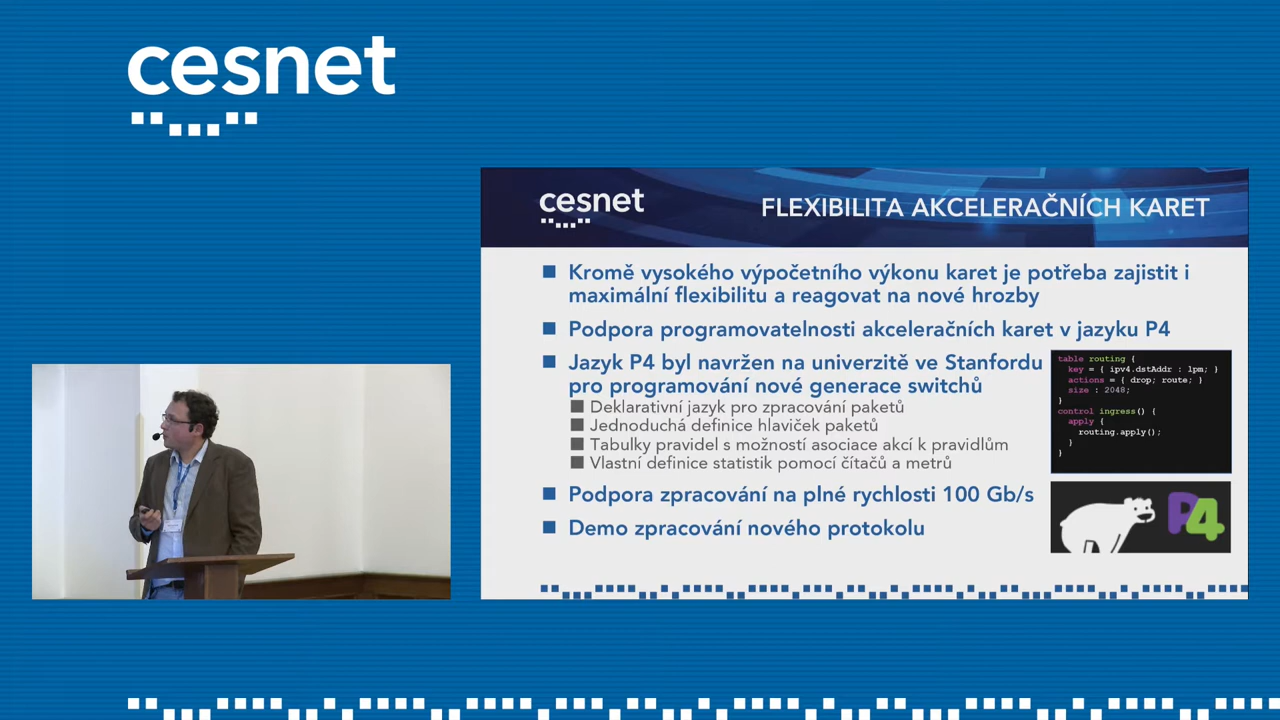 cesnet
cesnet
FLEXIBILITA AKCELERAČNÍCH KARET
Kromě vysokého výpočetního výkonu karet je potřeba zajistit i
maximální flexibilitu a reagovat na nové hrozby
Podpora programovatelnosti akceleračních karet v jazyku P4
Jazyk P4 byl navržen na univerzitě ve Stanfordu
pro programování nové generace switchů
Deklarativní jazyk pro zpracování paketů
Jednoduchá definice hlaviček paketů
Tabulky pravidel s možností asociace akcí k pravidlům
Vlastní definice statistik pomocí čítačů a metrů
Podpora zpracování na plné rychlosti 100 Gb/s
Demo zpracování nového protokolu
table routing {
key = { ipv4.dstAddr : lpm; }
actions = { drop; route; }
size : 2048;
}
control ingress() {
apply {
routing.apply();
}
}
P4